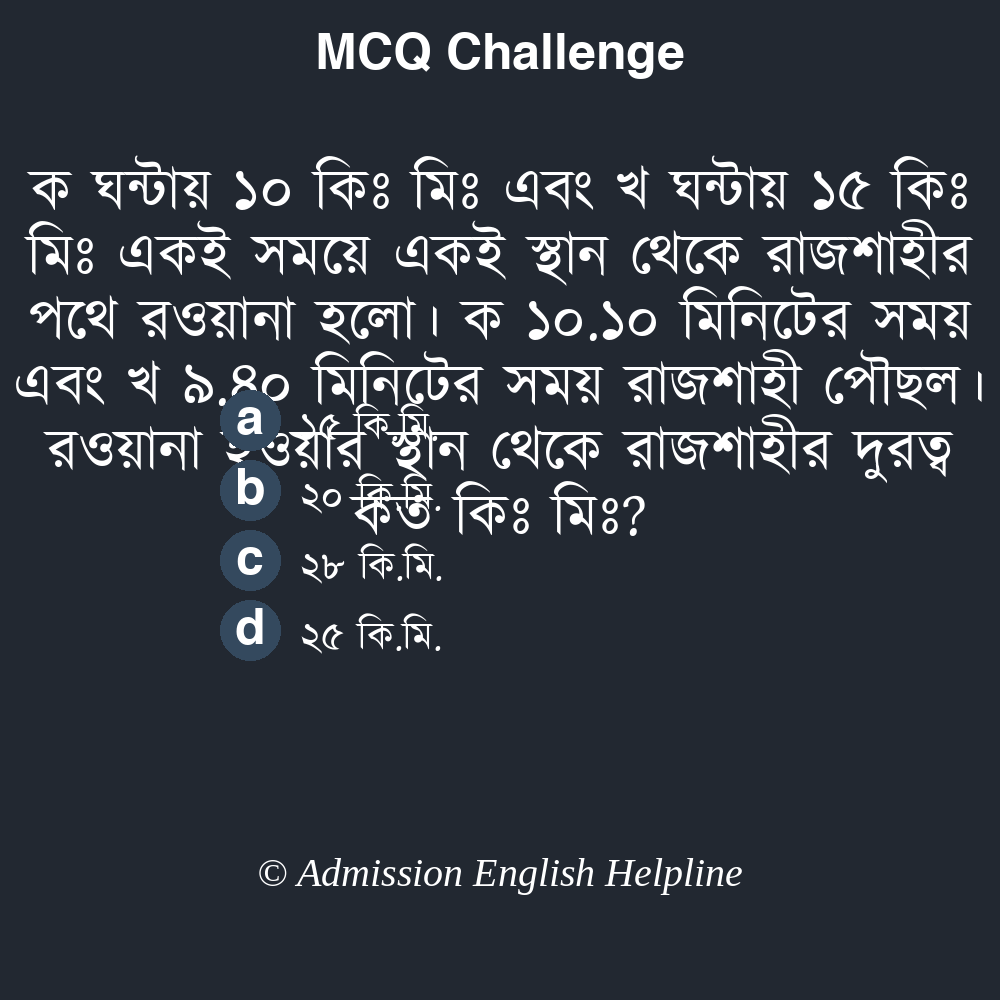 MCQ Challenge
ক ঘন্টায় ১০ কিঃ মিঃ এবং খ ঘন্টায় ১৫ কিঃ
মিঃ একই সময়ে একই স্থান থেকে রাজশাহীর
পথে রওয়ানা হলো। ক ১০.১০ মিনিটের সময়
এবং খ ৯.৪০ মিনিটের সময় রাজশাহী পৌছল।
রওয়ানা হওয়ার স্থান থেকে রাজশাহীর দুরত্ব
কত কিঃ মিঃ?
a ১৫ কি.মি.
b ২০ কি.মি.
c ২৮ কি.মি.
d ২৫ কি.মি.
© Admission English Helpline